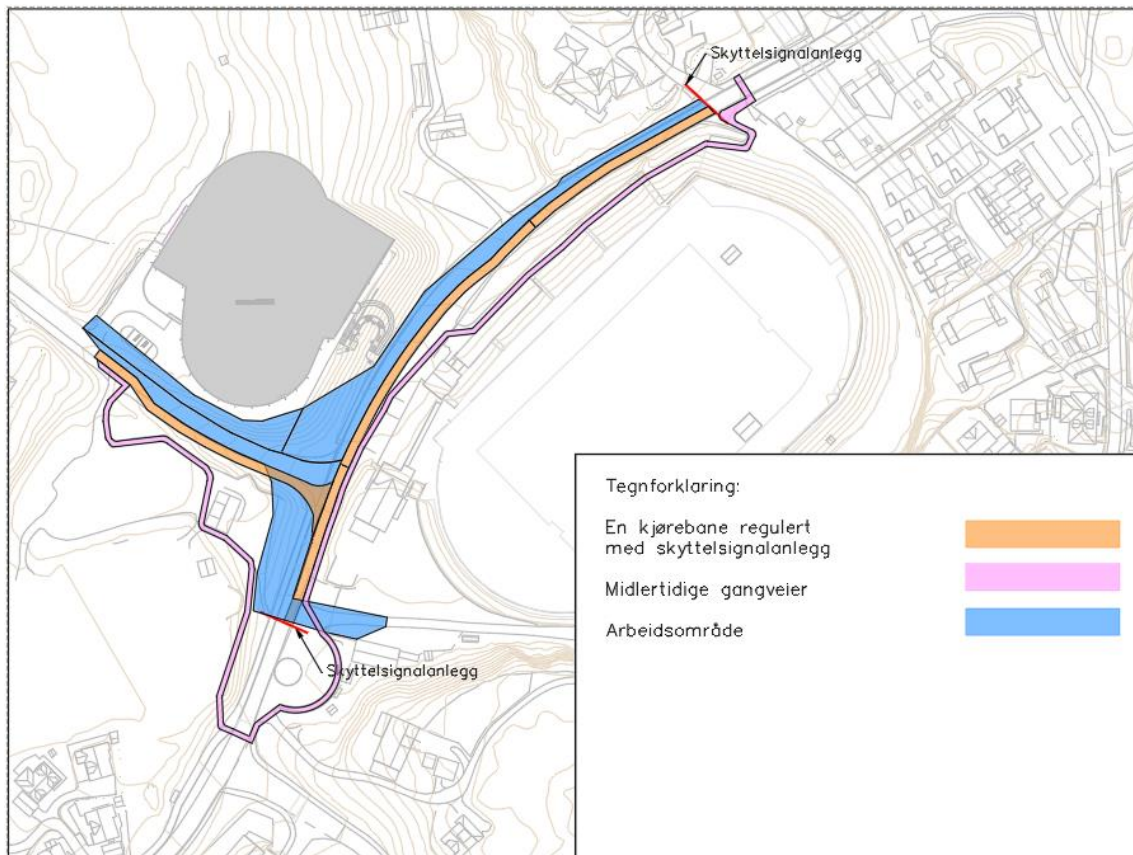 Skyttelsignalanlegg
Skyttelsignalanlegg
Tegnforklaring:
En kjørebane regulert
med skyttelsignalanlegg
Midlertidige gangveier
Arbeidsområde